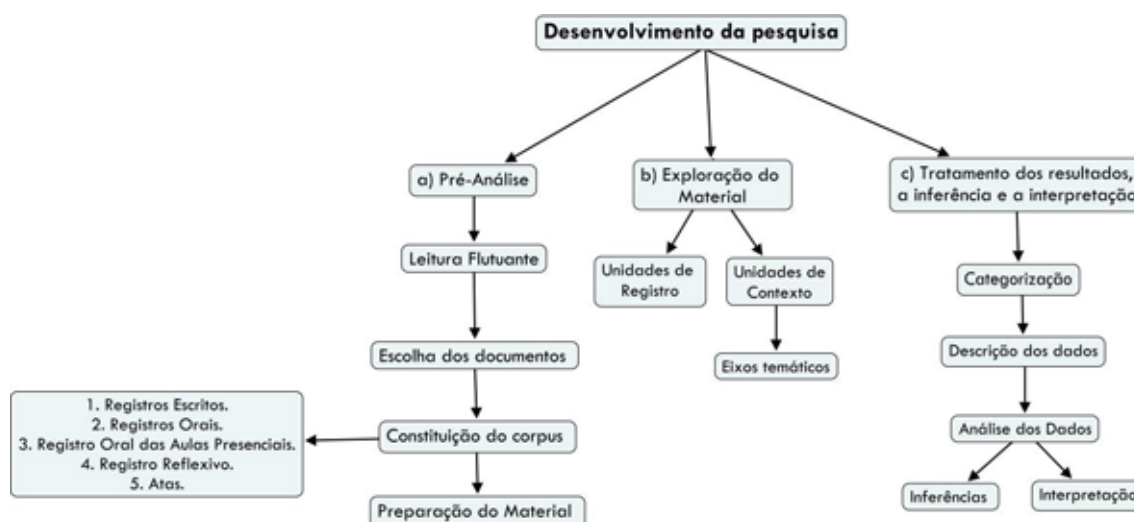 Desenvolvimento da pesquisa
a) Pré-Análise
Leitura Flutuante
Escolha dos documentos
Constituição do corpus
1. Registros Escritos.
2. Registros Orais.
3. Registro Oral das Aulas Presenciais.
4. Registro Reflexivo.
5. Atas.
Preparação do Material
b) Exploração do
Material
Unidades de
Registro
Unidades de
Contexto
Eixos temáticos
c) Tratamento dos resultados,
a inferência e a interpretação
Categorização
Descrição dos dados
Análise dos Dados
Inferências
Interpretação